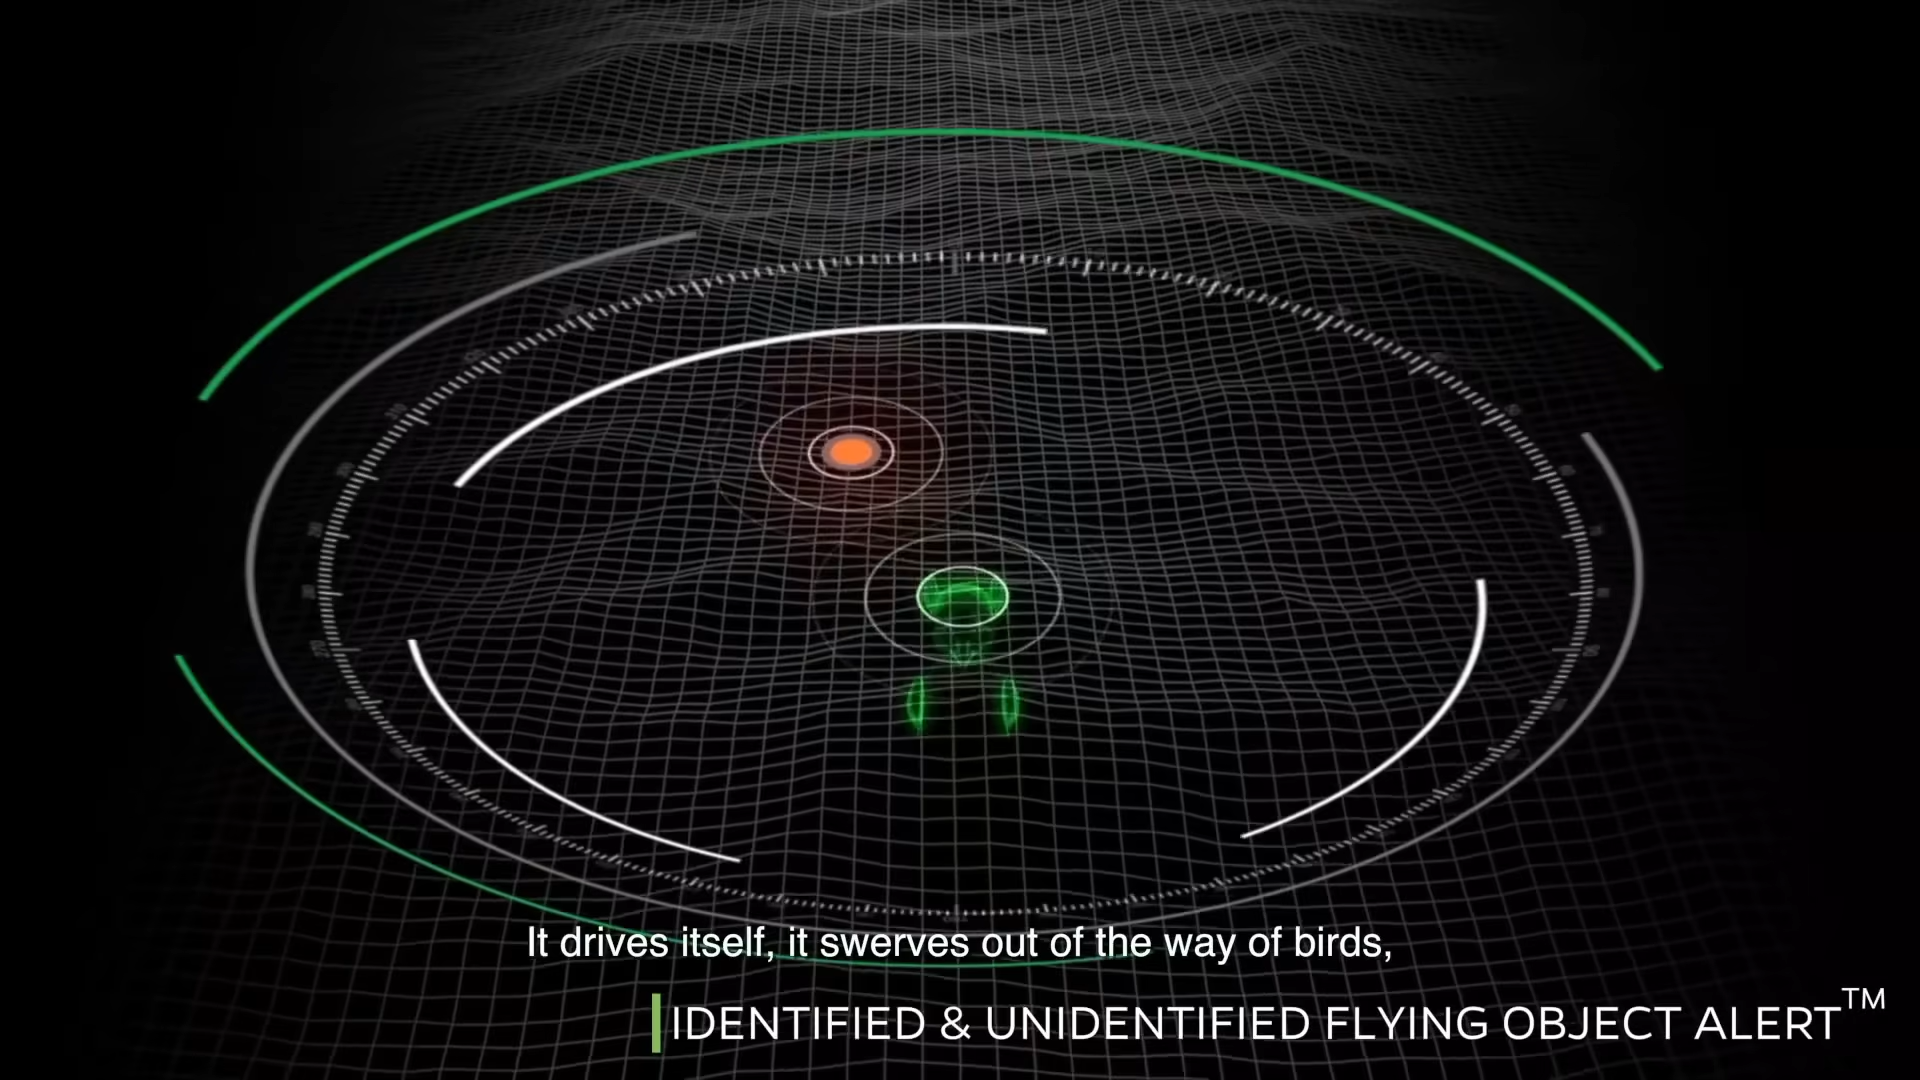 It drives itself, it swerves out of the way of birds,
IDENTIFIED & UNIDENTIFIED FLYING OBJECT ALERT™